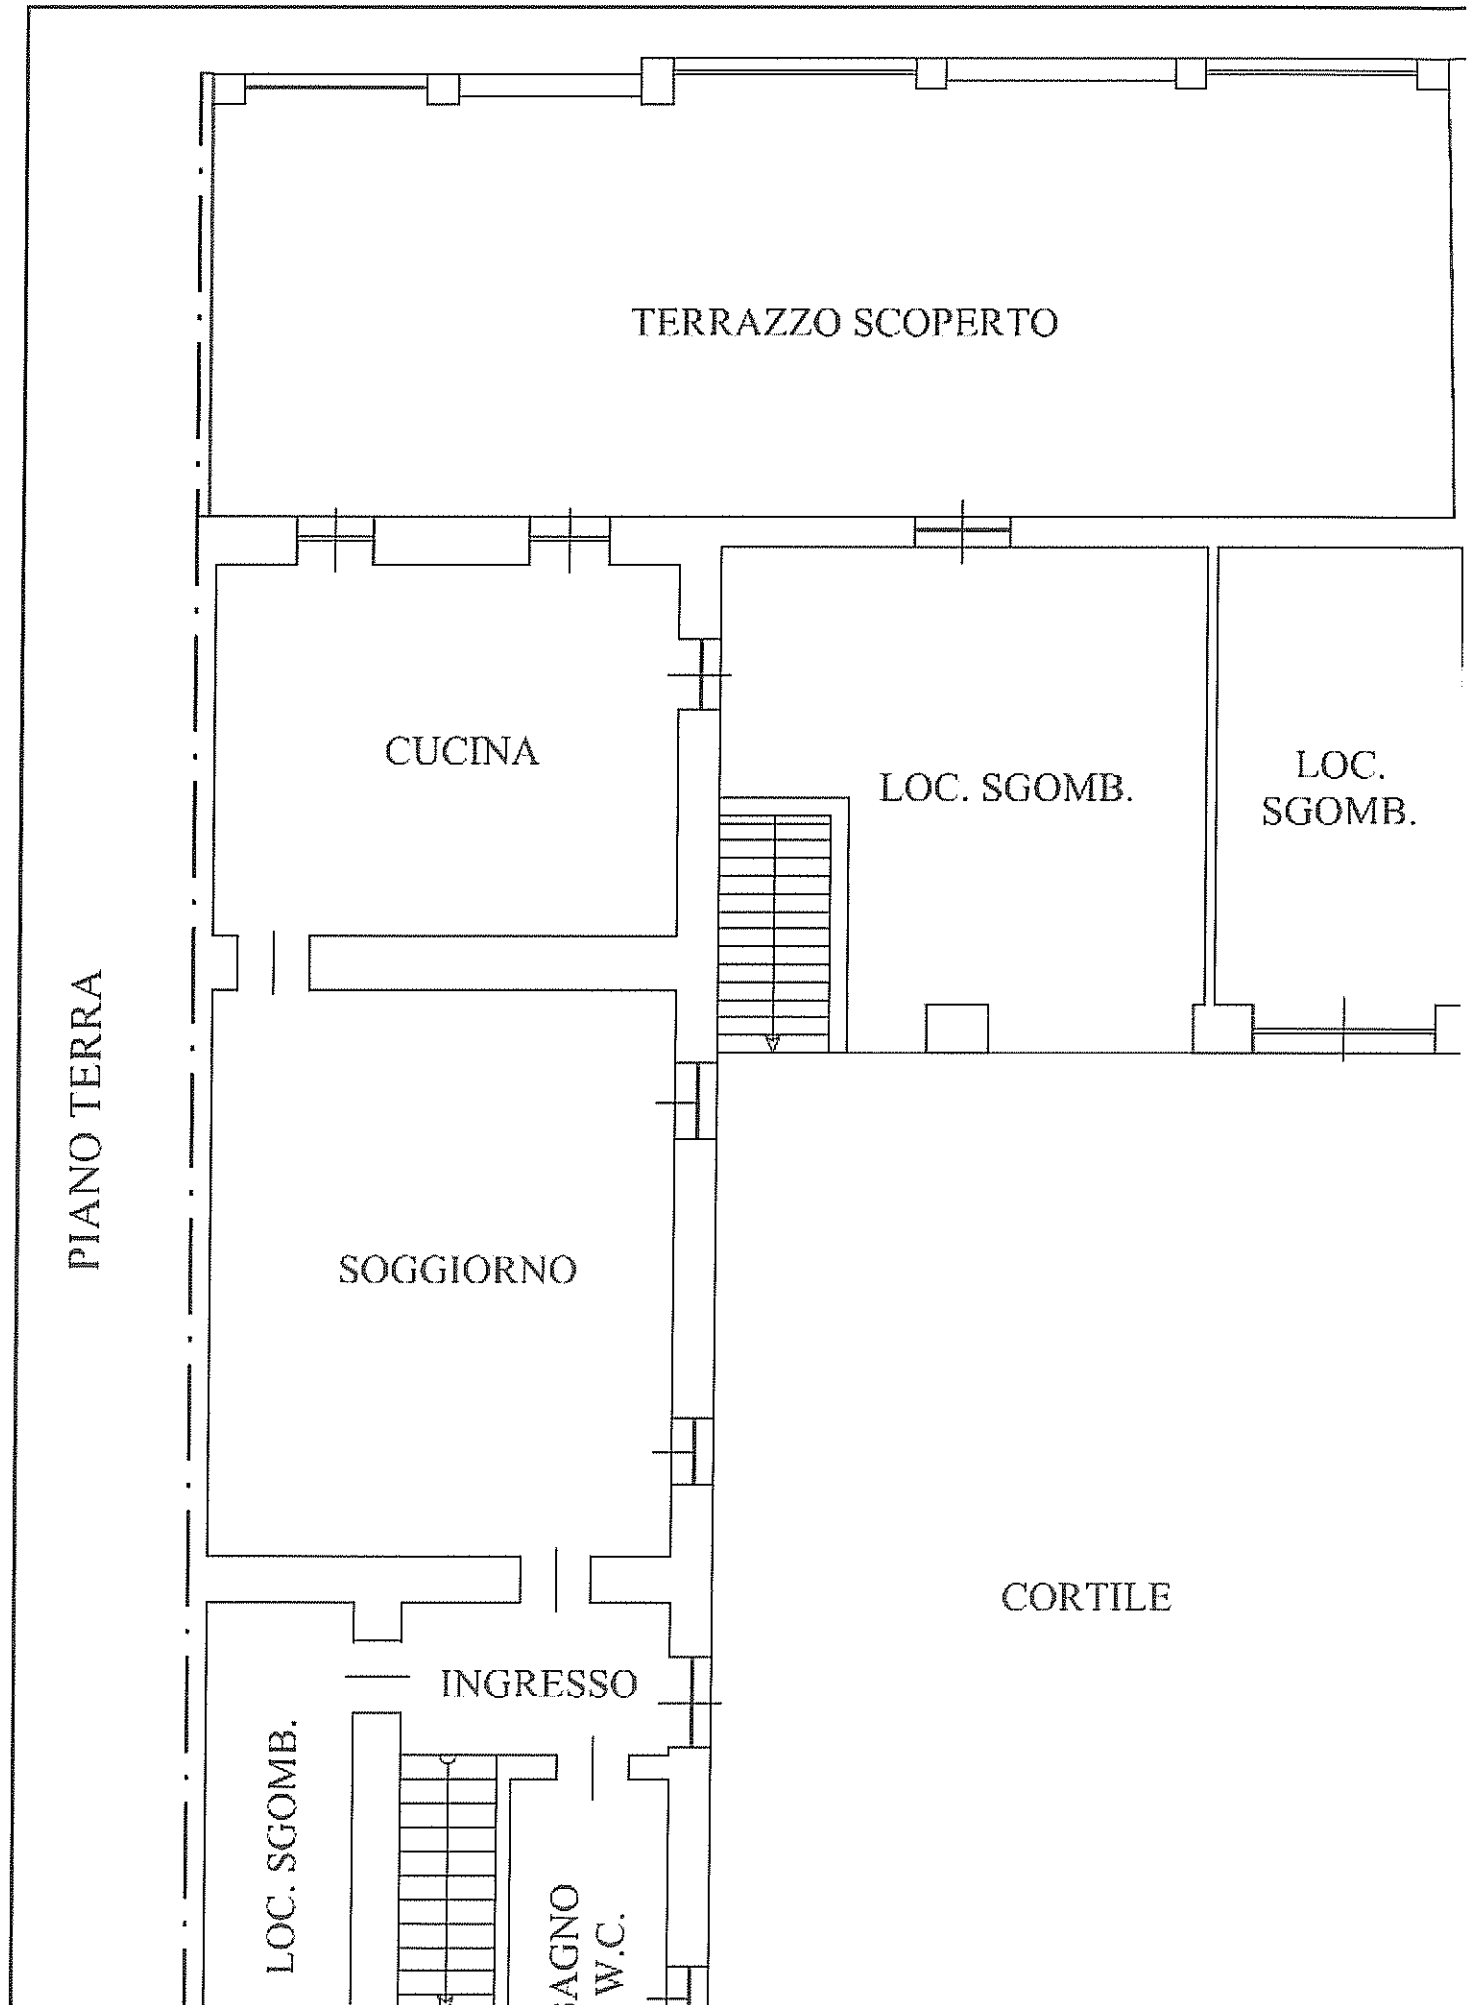 TERRAZZO SCOPERTO
CUCINA
LOC. SGOMB.
LOC.
SGOMB.
PIANO TERRA
SOGGIORNO
CORTILE
INGRESSO
LOC. SGOMB.
W.C.